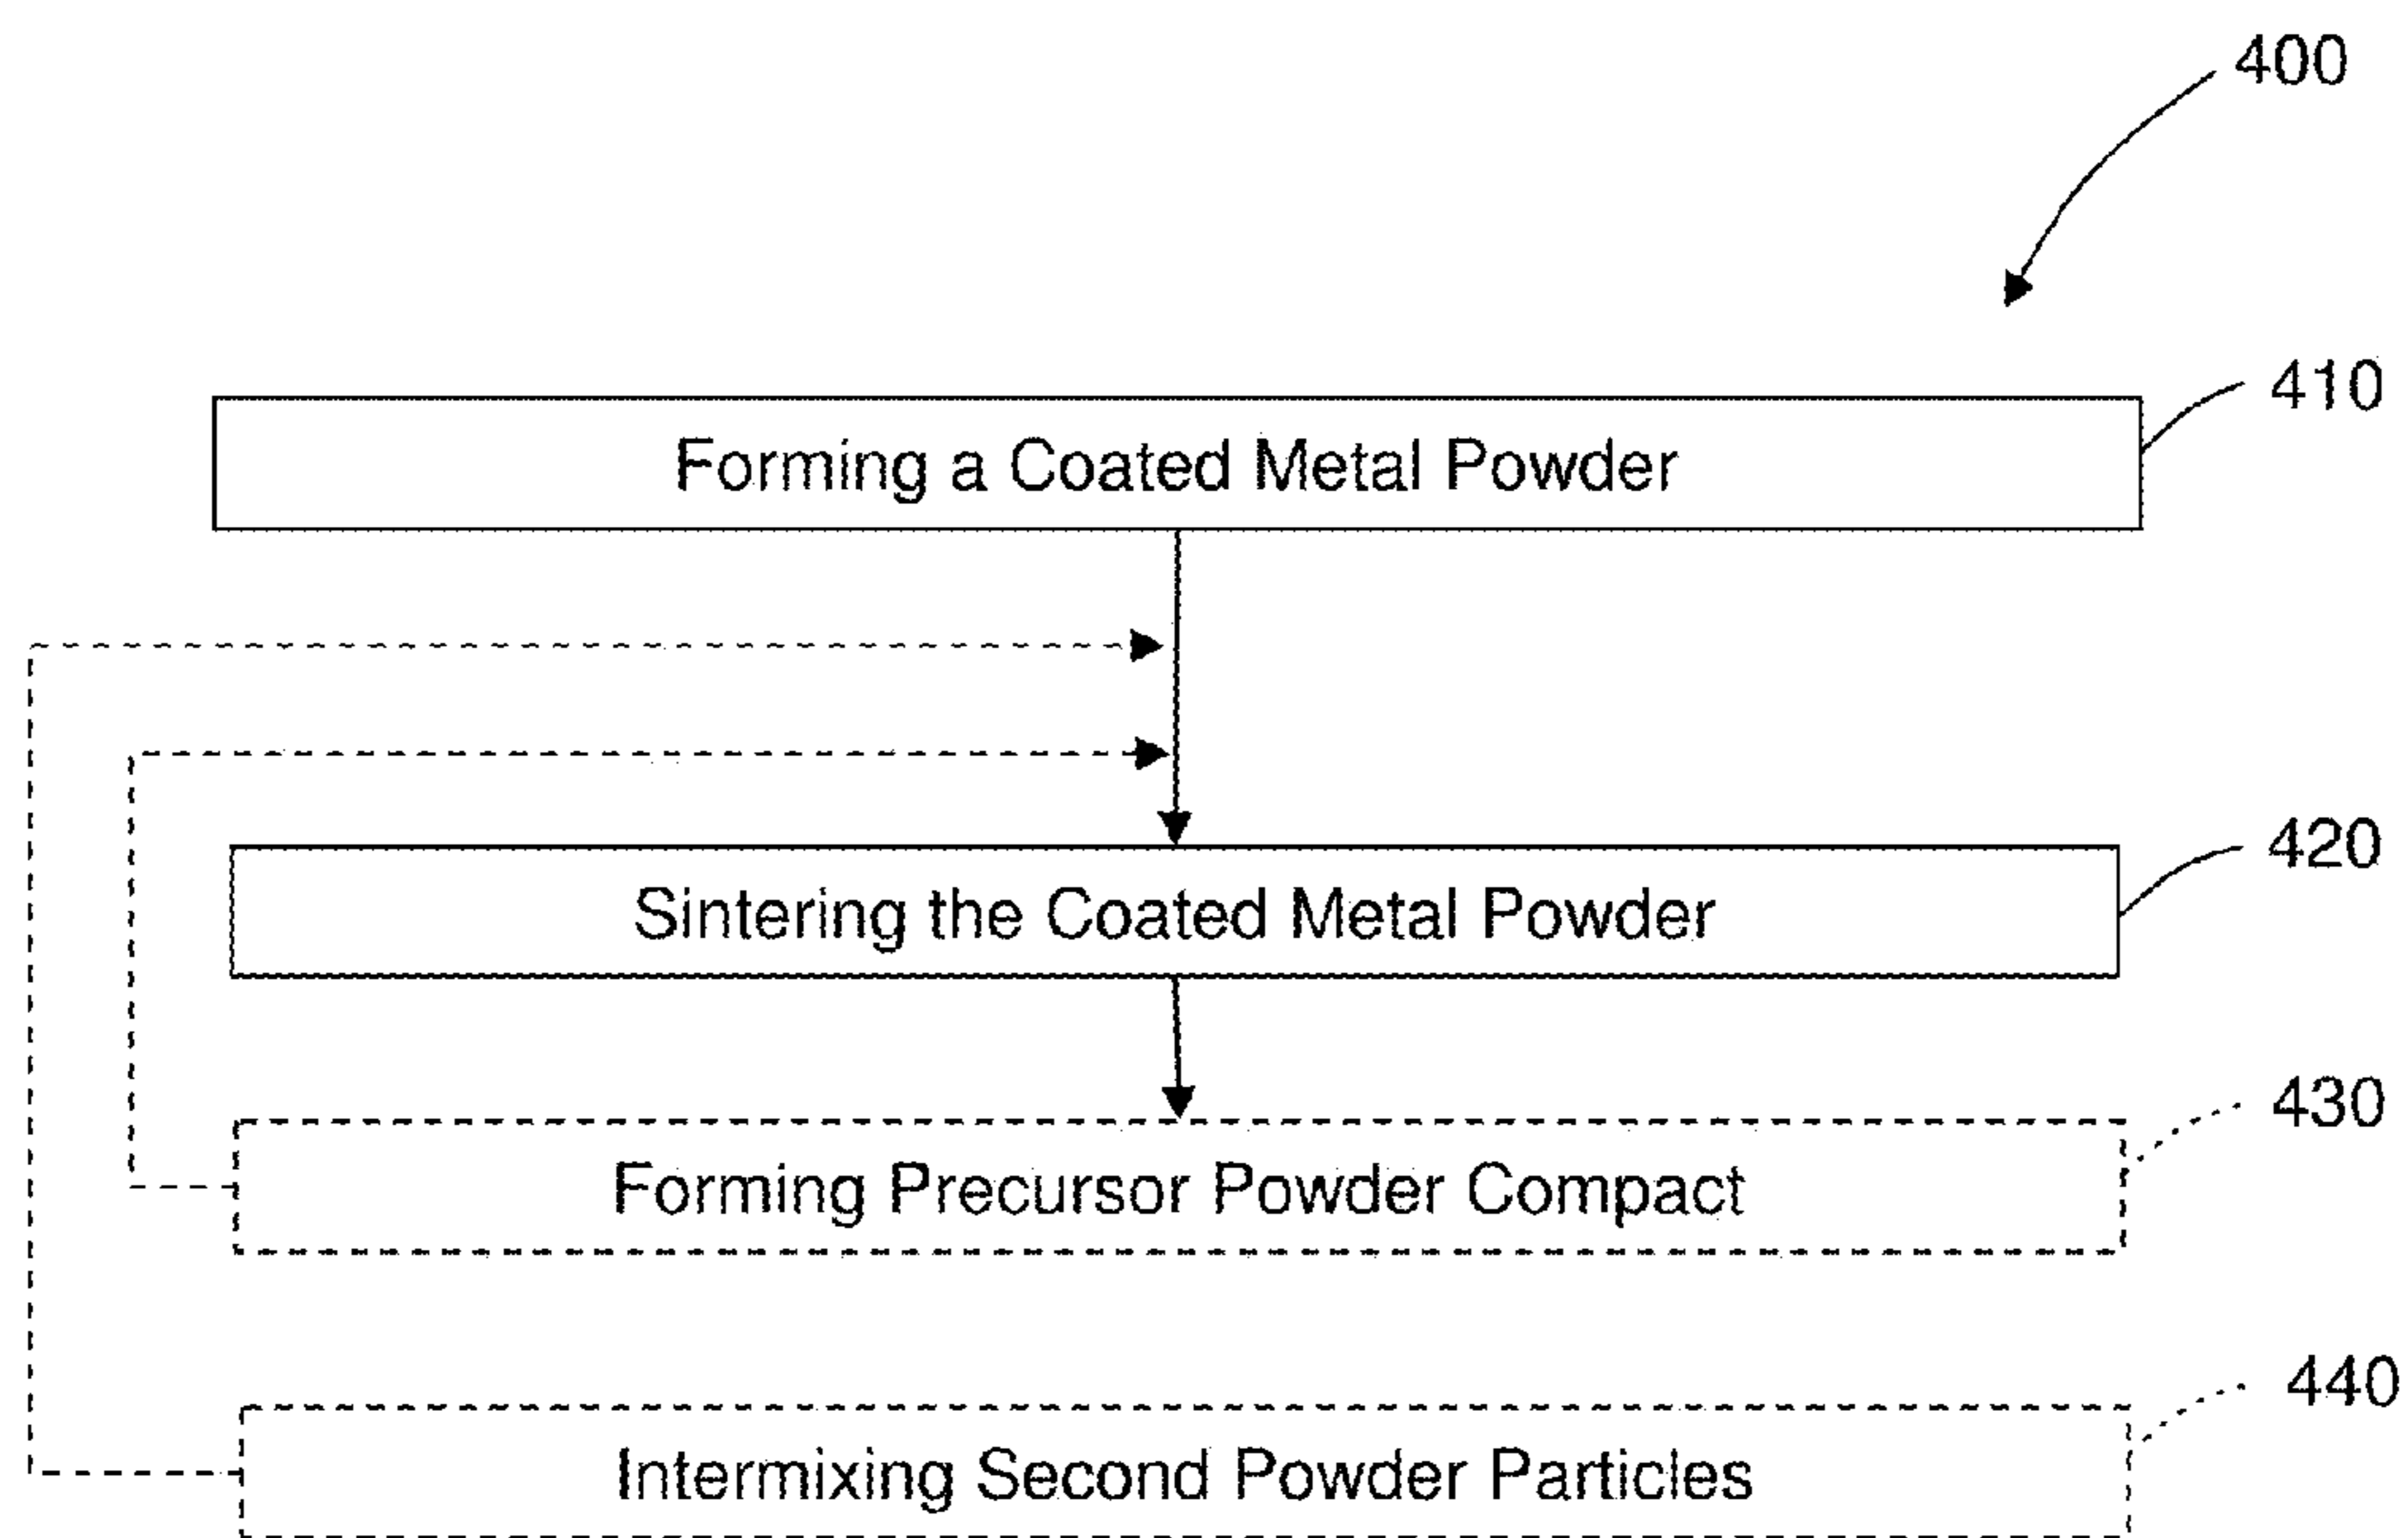 400
410
Forming a Coated Metal Powder
420
Sintering the Coated Metal Powder
430
Forming Precursor Powder Compact
440
Intermixing Second Powder Particles